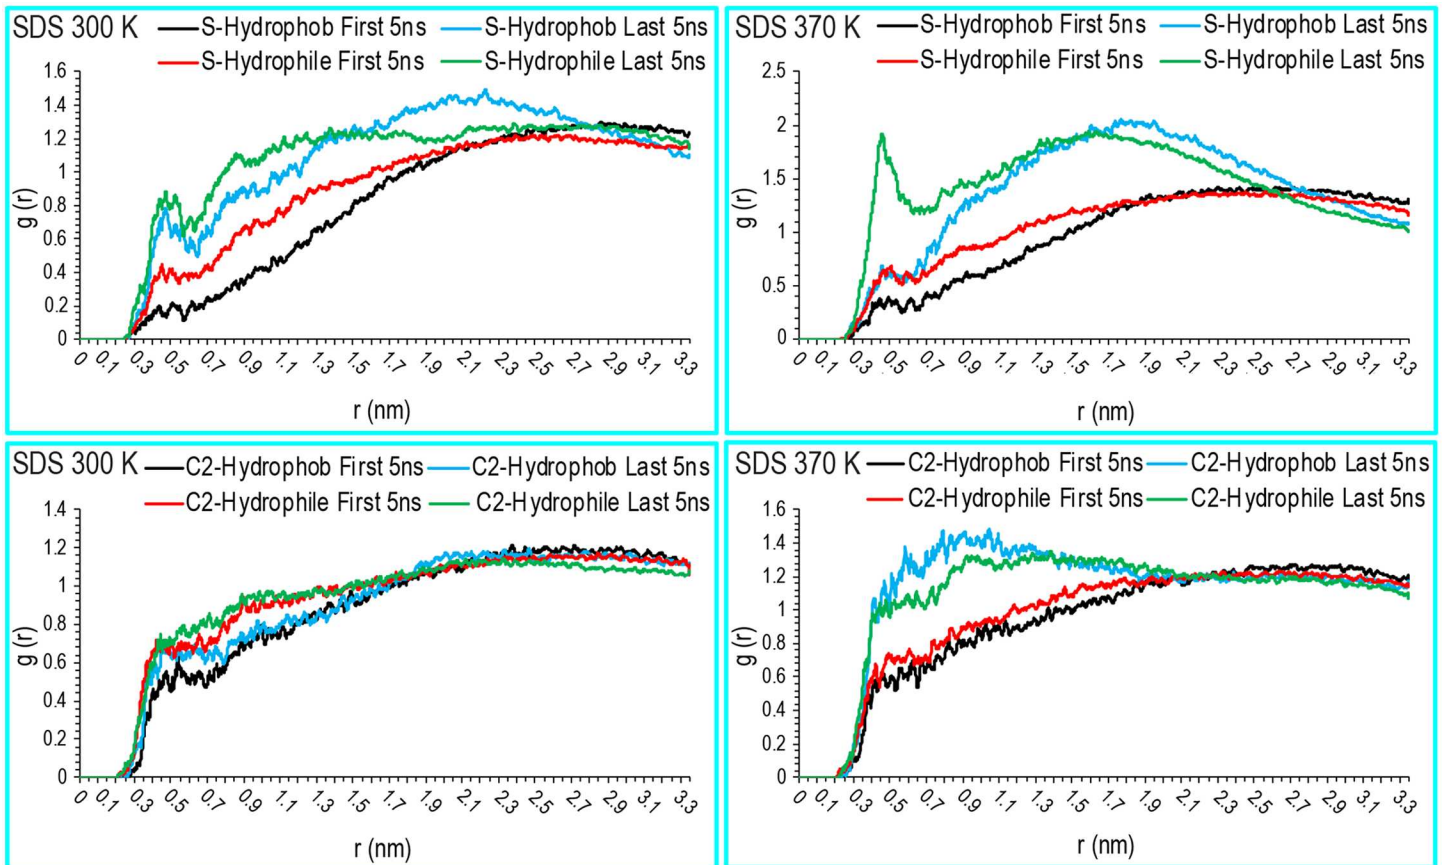 SDS 300 K
S-Hydrophob First 5ns
S-Hydrophob Last 5ns
S-Hydrophile First 5ns
S-Hydrophile Last 5ns
1.6
1.4
1.2
1
0.8
0.6
0.4
0.2
0
g (r)
0 0.1 0.3 0.5 0.7 0.9 1.1 1.3 1.5 1.7 1.9 2.1 2.3 2.5 2.7 2.9 3.1 3.3
r (nm)
SDS 370 K
S-Hydrophob First 5ns
S-Hydrophob Last 5ns
S-Hydrophile First 5ns
S-Hydrophile Last 5ns
2.5
2
1.5
1
0.5
0
g (r)
0 0.1 0.3 0.5 0.7 0.9 1.1 1.3 1.5 1.7 1.9 2.1 2.3 2.5 2.7 2.9 3.1 3.3
r (nm)
SDS 300 K
C2-Hydrophob First 5ns
C2-Hydrophob Last 5ns
C2-Hydrophile First 5ns
C2-Hydrophile Last 5ns
1.4
1.2
1
0.8
0.6
0.4
0.2
0
g (r)
0 0.1 0.3 0.5 0.7 0.9 1.1 1.3 1.5 1.7 1.9 2.1 2.3 2.5 2.7 2.9 3.1 3.3
r (nm)
SDS 370 K
C2-Hydrophob First 5ns
C2-Hydrophob Last 5ns
C2-Hydrophile First 5ns
C2-Hydrophile Last 5ns
1.6
1.4
1.2
1
0.8
0.6
0.4
0.2
0
g (r)
0 0.1 0.3 0.5 0.7 0.9 1.1 1.3 1.5 1.7 1.9 2.1 2.3 2.5 2.7 2.9 3.1 3.3
r (nm)